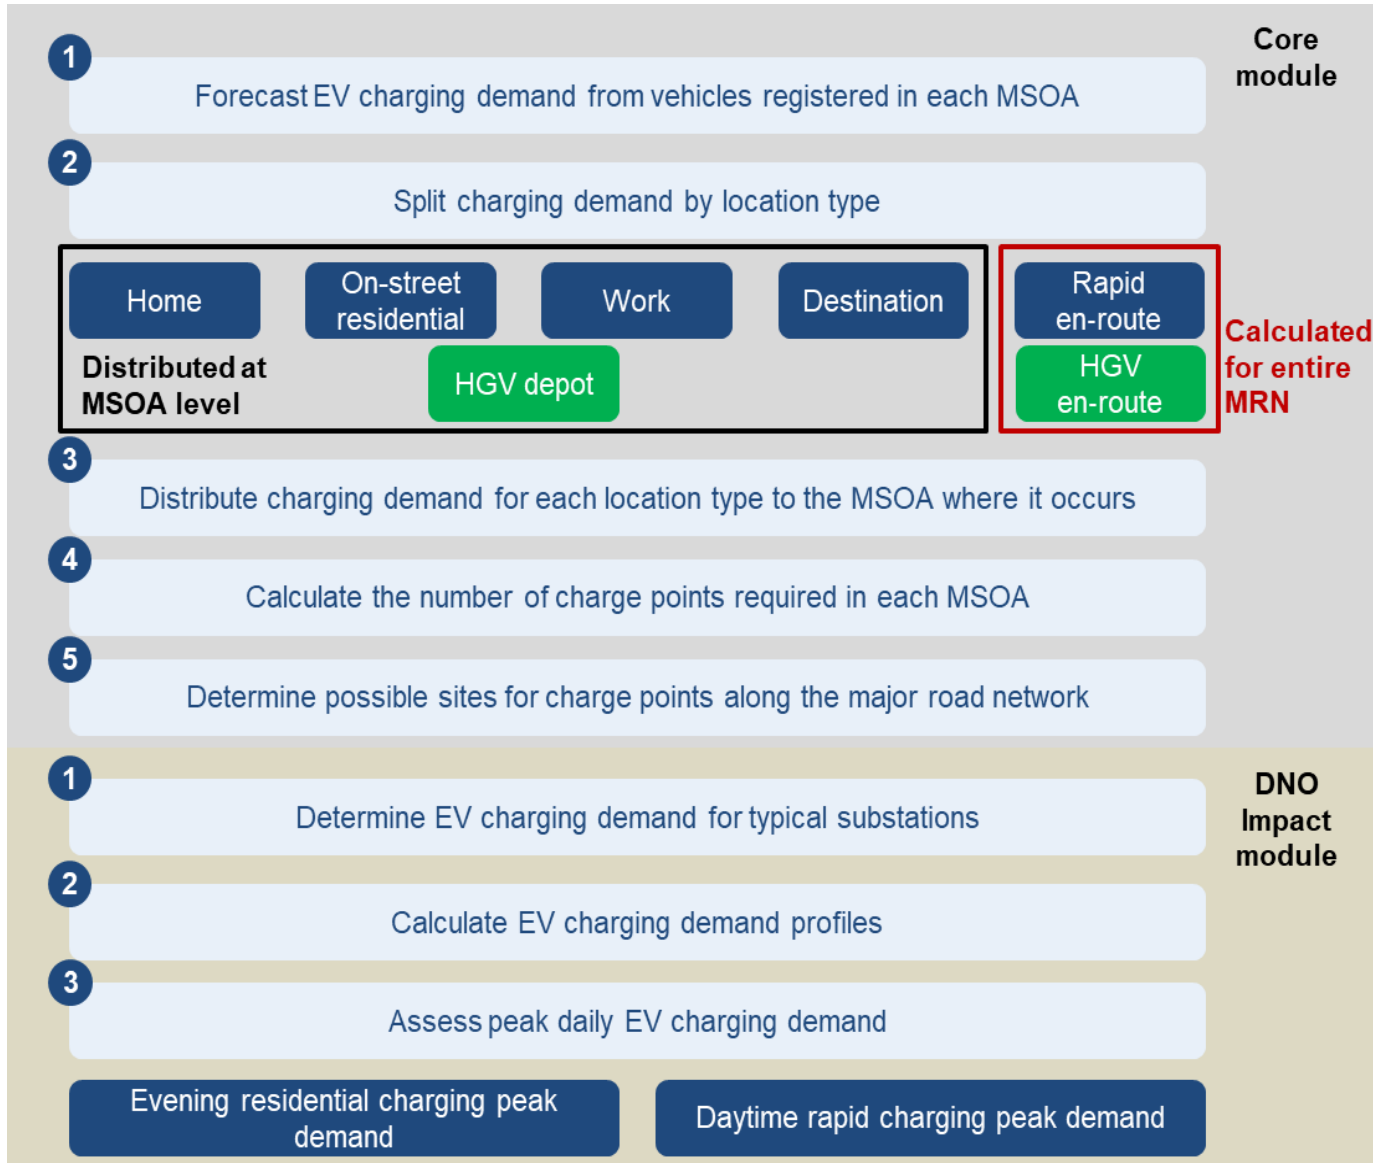 Core
module
1
Forecast EV charging demand from vehicles registered in each MSOA
2
Split charging demand by location type
Home
On-street
residential
Work
Destination
Rapid
en-route
Distributed at
MSOA level
HGV depot
HGV
en-route
Calculated
for entire
MRN
3
Distribute charging demand for each location type to the MSOA where it occurs
4
Calculate the number of charge points required in each MSOA
5
Determine possible sites for charge points along the major road network
DNO
Impact
module
1
Determine EV charging demand for typical substations
2
Calculate EV charging demand profiles
3
Assess peak daily EV charging demand
Evening residential charging peak
demand
Daytime rapid charging peak demand